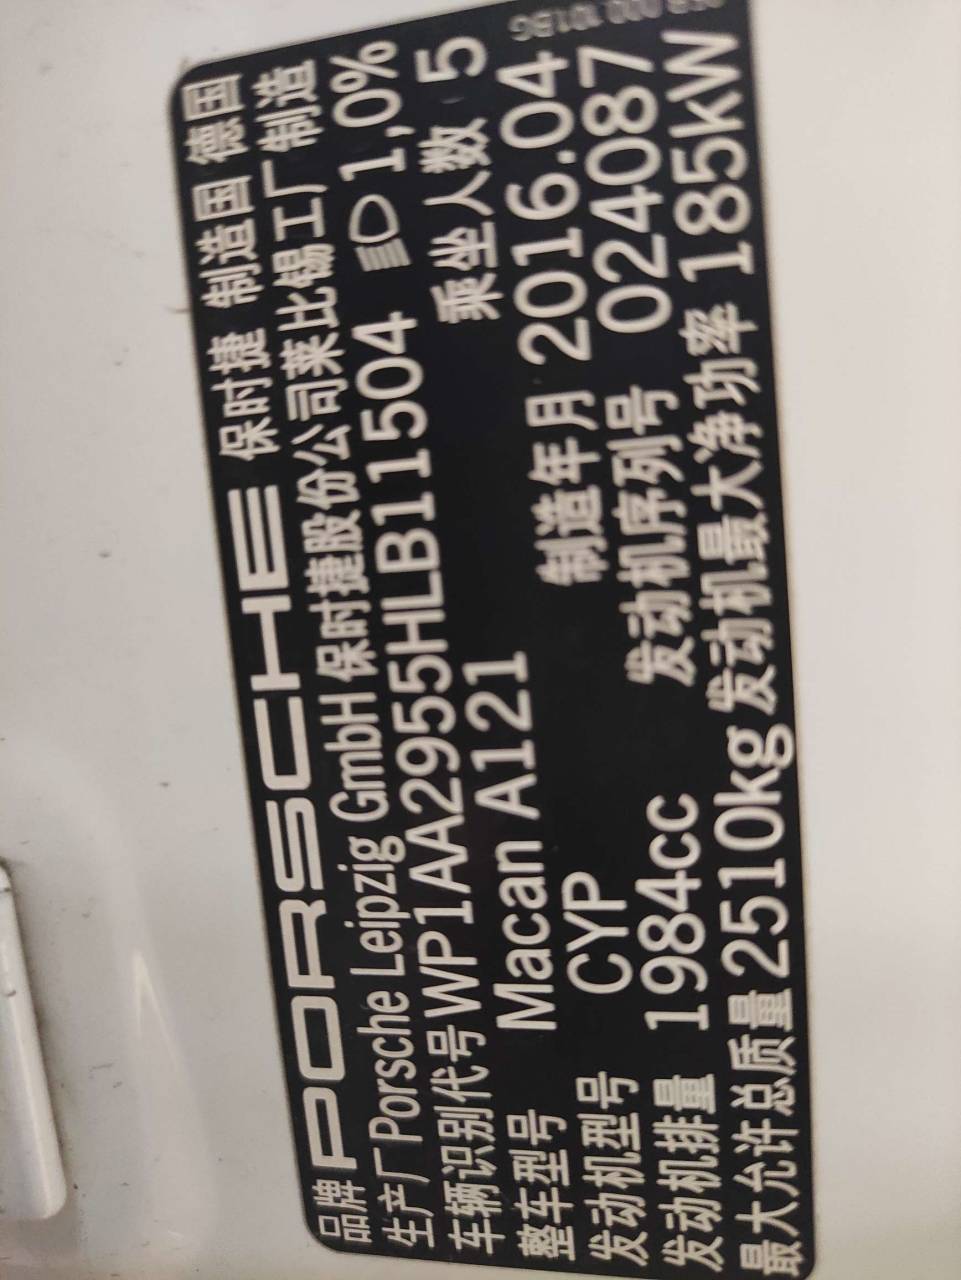 品牌 PORSCHE 保时捷 制造国 德国
生产厂 Porsche Leipzig GmbH 保时捷股份公司莱比锡工厂 制造
车辆识别代号 WP1AA2955HLB11504 1,0%
整车型号 Macan A121 乘坐人数 5
发动机型号 CYP 制造年月 2016.04
发动机排量 1984cc 发动机序列号 024087
最大允许总质量 2510kg 发动机最大净功率 185kW